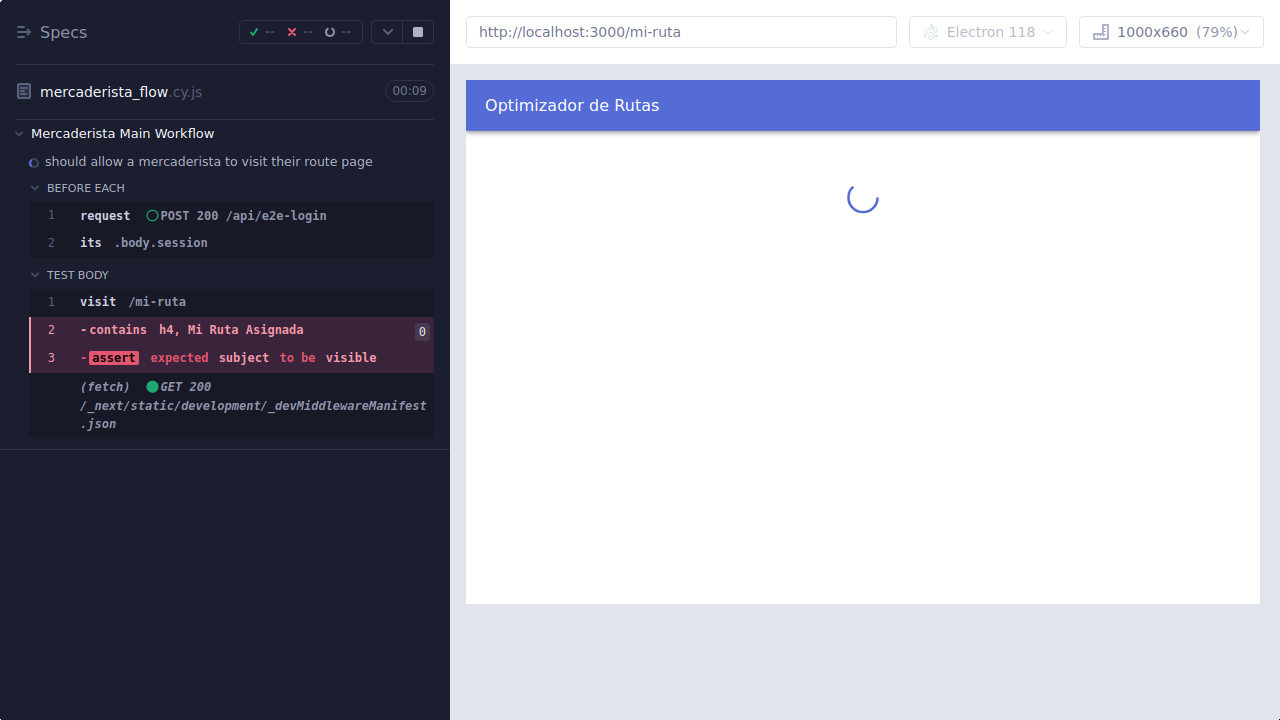 Specs
-- -- --
http://localhost:3000/mi-ruta
Electron 118
1000x660 (79%)
mercaderista_flow.cy.js
00:09
Mercaderista Main Workflow
should allow a mercaderista to visit their route page
BEFORE EACH
1 request POST 200 /api/e2e-login
2 its .body.session
TEST BODY
1 visit /mi-ruta
2 -contains h4, Mi Ruta Asignada 0
3 -assert expected subject to be visible
(fetch) GET 200
/_next/static/development/_devMiddlewareManifest
.json
Optimizador de Rutas